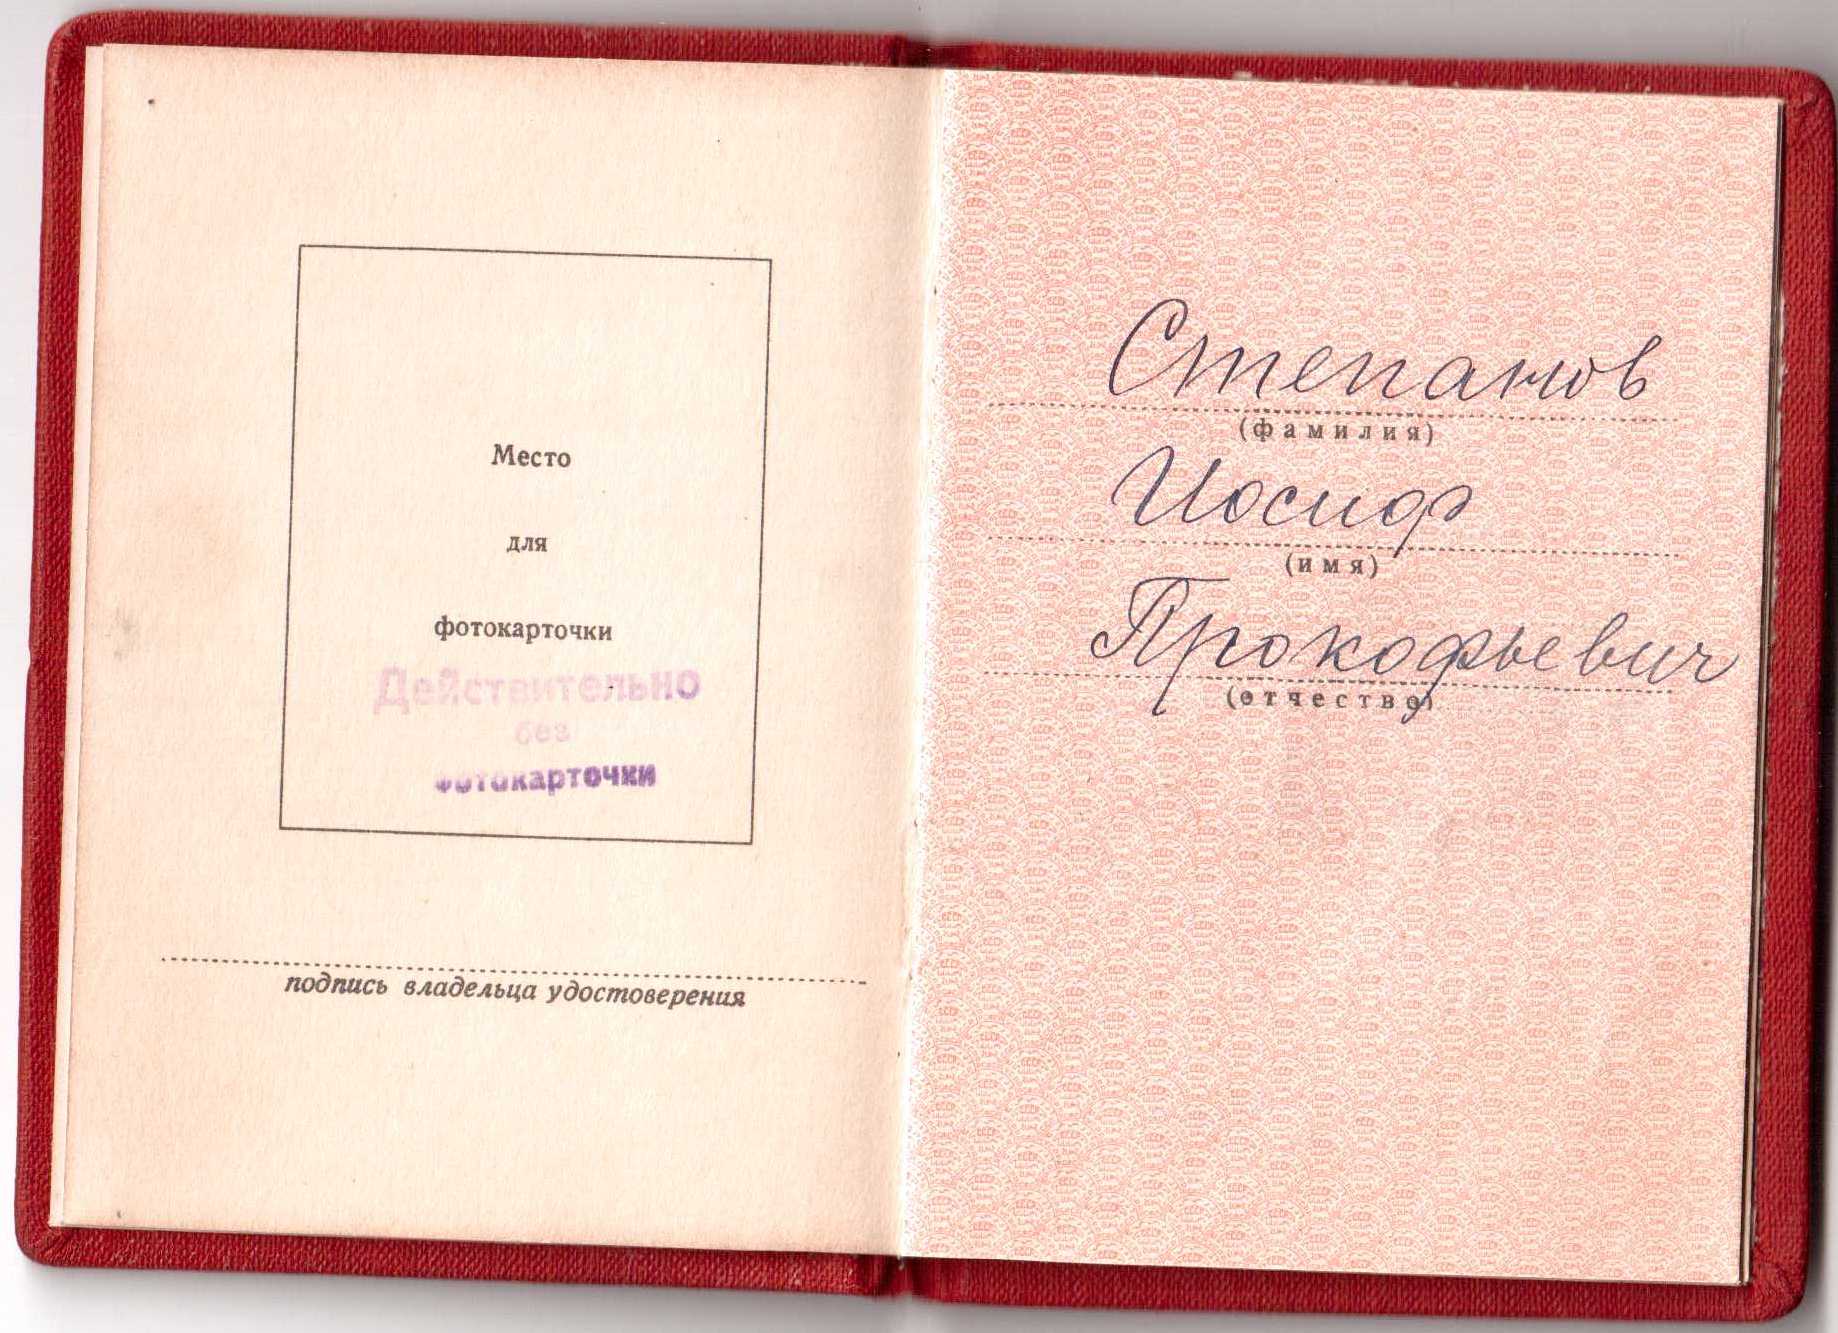 Место
для
фотокарточки
Действительно
без
фотокарточки
подпись владельца удостоверения
Степанов
(фамилия)
Иосиф
(имя)
Прокофьевич
(отчество)